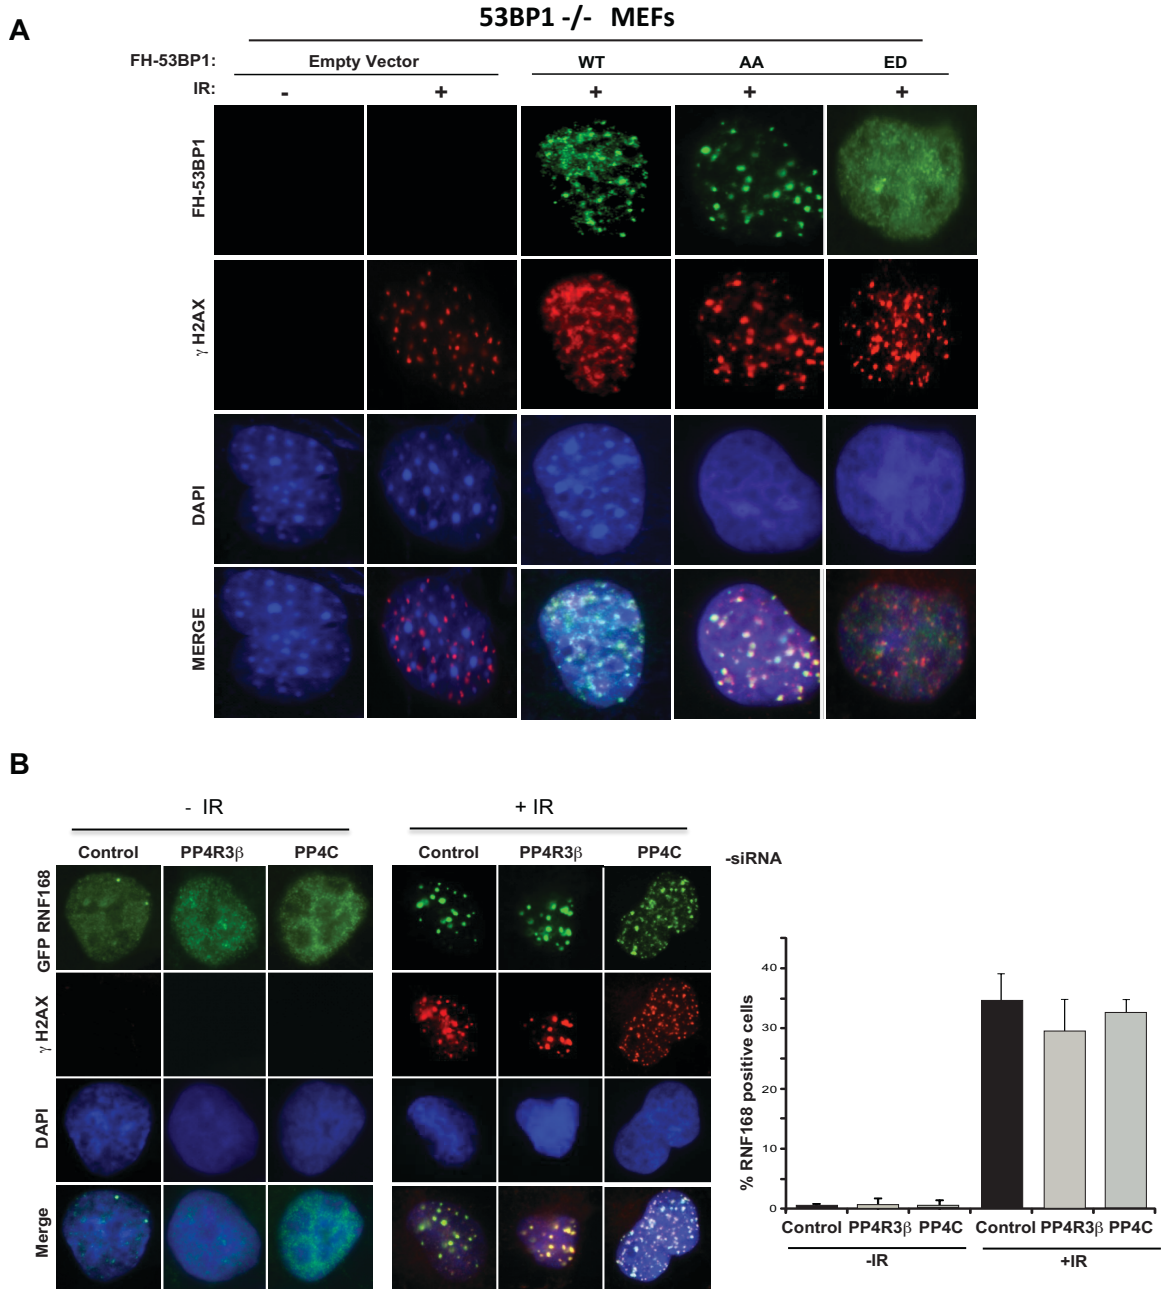 A
53BP1 -/- MEFs
FH-53BP1: Empty Vector WT AA ED
IR: - + + + +
FH-53BP1
γ H2AX
DAPI
MERGE
B
- IR
+ IR
Control PP4R3β PP4C
Control PP4R3β PP4C
-siRNA
GFP RNF168
γ H2AX
DAPI
Merge
% RNF168 positive cells
40
30
20
10
0
Control PP4R3β PP4C Control PP4R3β PP4C
-IR +IR